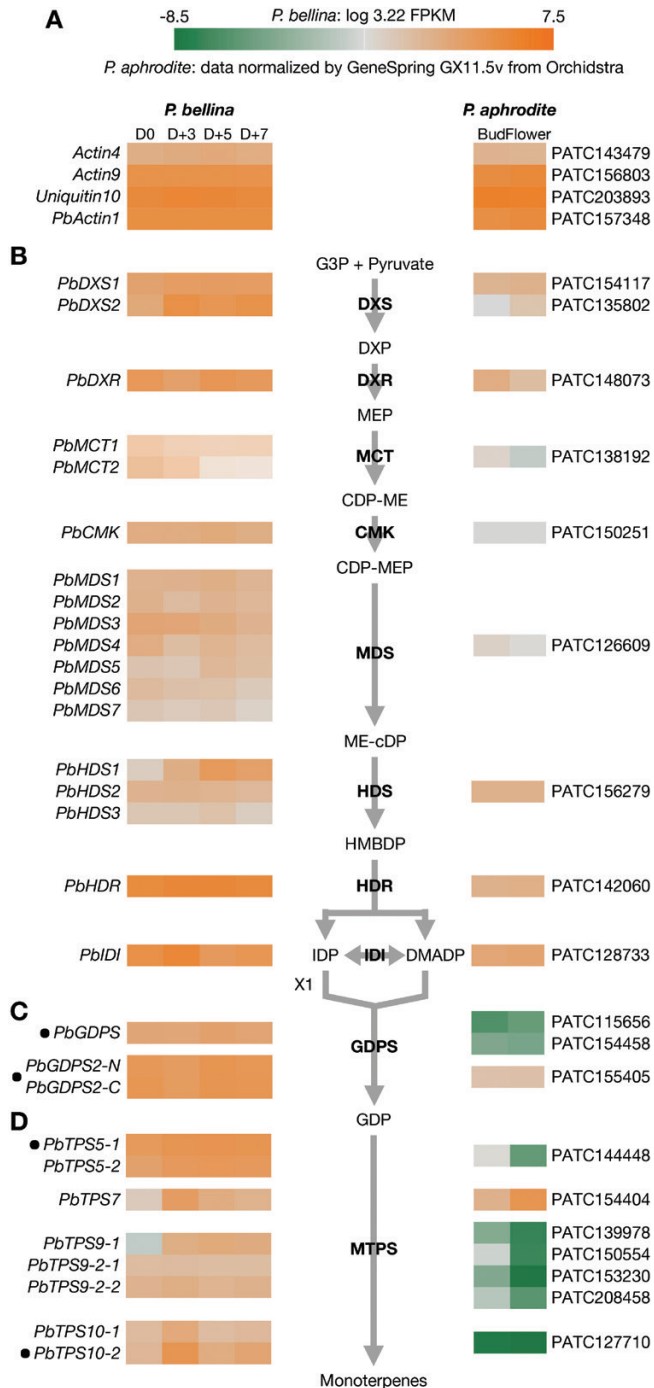 A
-8.5
P. bellina: log 3.22 FPKM
7.5
P. aphrodite: data normalized by GeneSpring GX11.5v from Orchidstra
P. bellina
P. aphrodite
D0 D+3 D+5 D+7
BudFlower
Actin4
PATC143479
Actin9
PATC156803
Uniquitin10
PATC203893
PbActin1
PATC157348
B
G3P + Pyruvate
PbDXS1
PATC154117
PbDXS2
DXS
PATC135802
DXP
PbDXR
DXR
PATC148073
MEP
PbMCT1
PbMCT2
MCT
PATC138192
CDP-ME
PbCMK
CMK
PATC150251
CDP-MEP
PbMDS1
PbMDS2
PbMDS3
PbMDS4
MDS
PATC126609
PbMDS5
PbMDS6
PbMDS7
ME-cDP
PbHDS1
PbHDS2
HDS
PATC156279
PbHDS3
HMBDP
PbHDR
HDR
PATC142060
PbIDI
IDP
IDI
DMADP
PATC128733
X1
C
PbGDPS
PATC115656
GDPS
PATC154458
PbGDPS2-N
PbGDPS2-C
PATC155405
D
GDP
PbTPS5-1
PATC144448
PbTPS5-2
PbTPS7
PATC154404
PbTPS9-1
MTPS
PATC139978
PbTPS9-2-1
PATC150554
PbTPS9-2-2
PATC153230
PATC208458
PbTPS10-1
PbTPS10-2
PATC127710
Monoterpenes